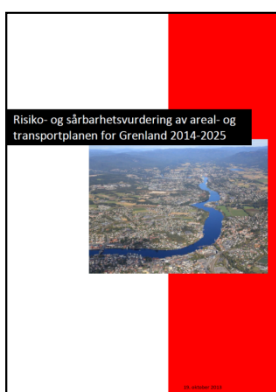 Risiko- og sårbarhetsvurdering av areal- og
transportplanen for Grenland 2014-2025